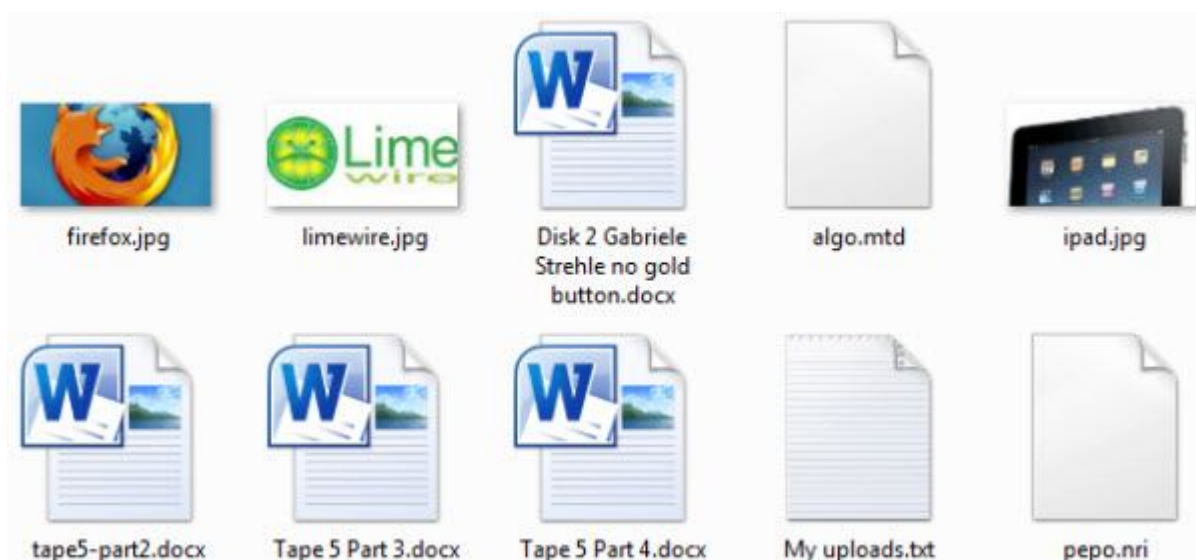 W
Lime
wire
firefox.jpg
limewire.jpg
Disk 2 Gabriele
Strehle no gold
button.docx
algo.mtd
ipad.jpg
W
W
W
tape5-part2.docx
Tape 5 Part 3.docx
Tape 5 Part 4.docx
My uploads.txt
pepo.nri